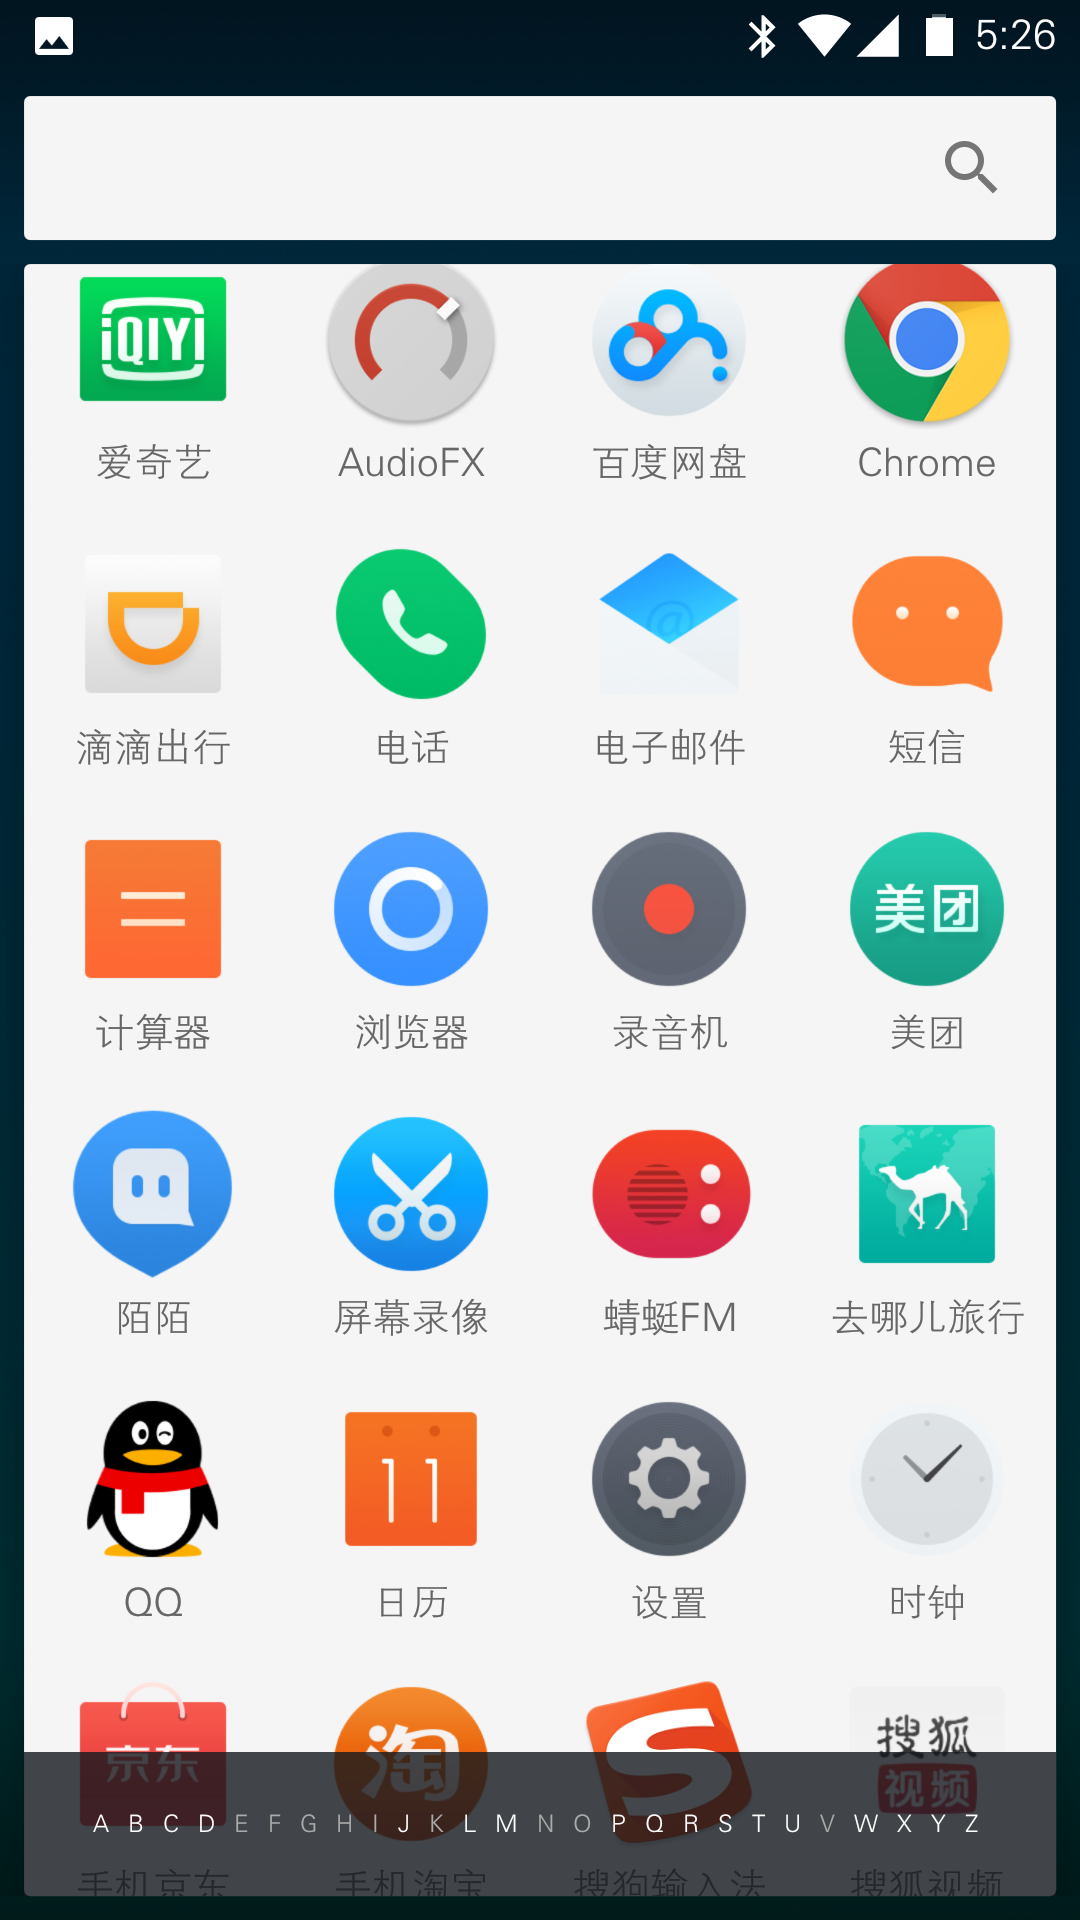 5:26
iQIYI
爱奇艺 AudioFX 百度网盘 Chrome
@
滴滴出行 电话 电子邮件 短信
美团
计算器 浏览器 录音机 美团
陌陌 屏幕录像 蜻蜓FM 去哪儿旅行
11
QQ 日历 设置 时钟
京东 淘 S 搜狐
视频
A B C D E F G H I J K L M N O P Q R S T U V W X Y Z
手机京东 手机淘宝 搜狗输入法 搜狐视频